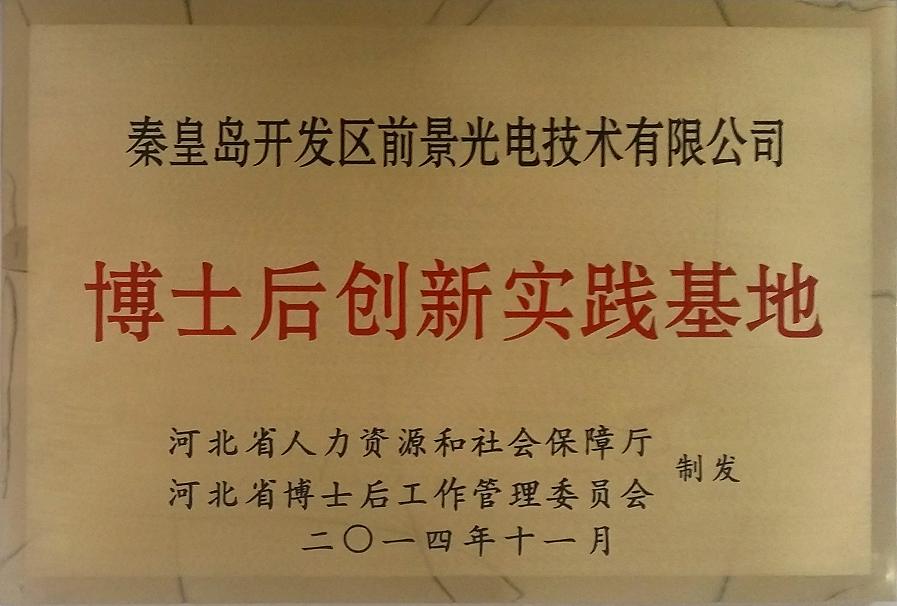 秦皇岛开发区前景光电技术有限公司
博士后创新实践基地
河北省人力资源和社会保障厅
河北省博士后工作管理委员会
制发
二〇一四年十一月